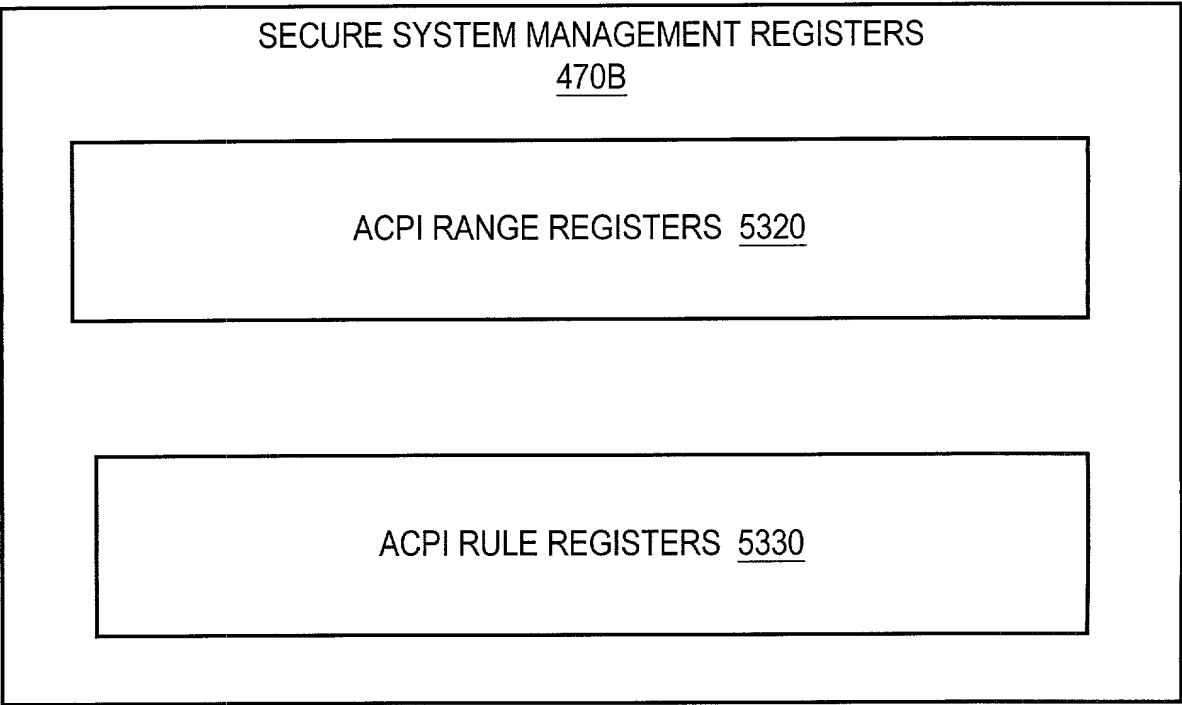 SECURE SYSTEM MANAGEMENT REGISTERS
470B
ACPI RANGE REGISTERS 5320
ACPI RULE REGISTERS 5330